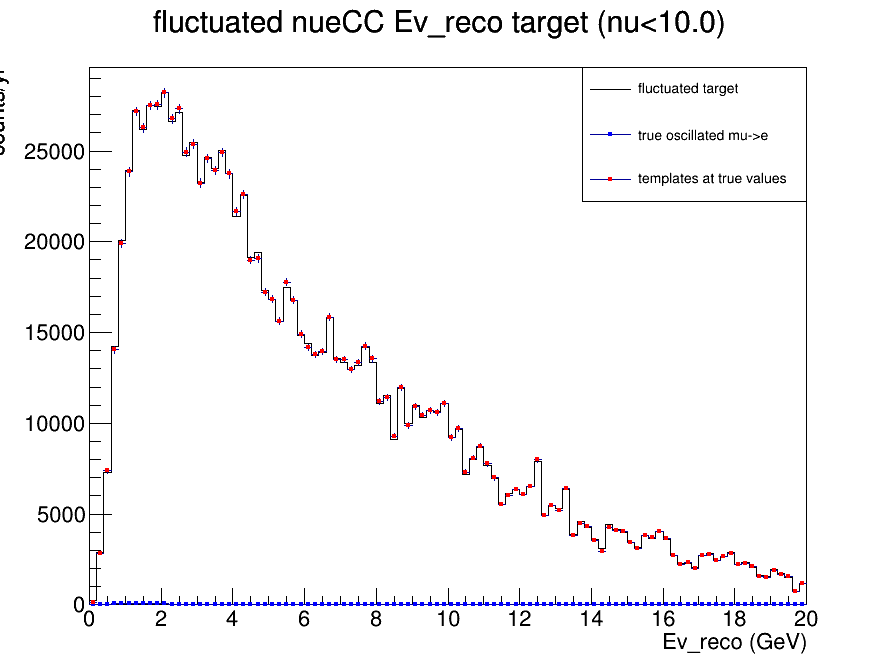 fluctuated nueCC Ev_reco target (nu<10.0)
fluctuated target
true oscillated mu->e
templates at true values
25000
20000
15000
10000
5000
0
0 2 4 6 8 10 12 14 16 18 20
Ev_reco (GeV)